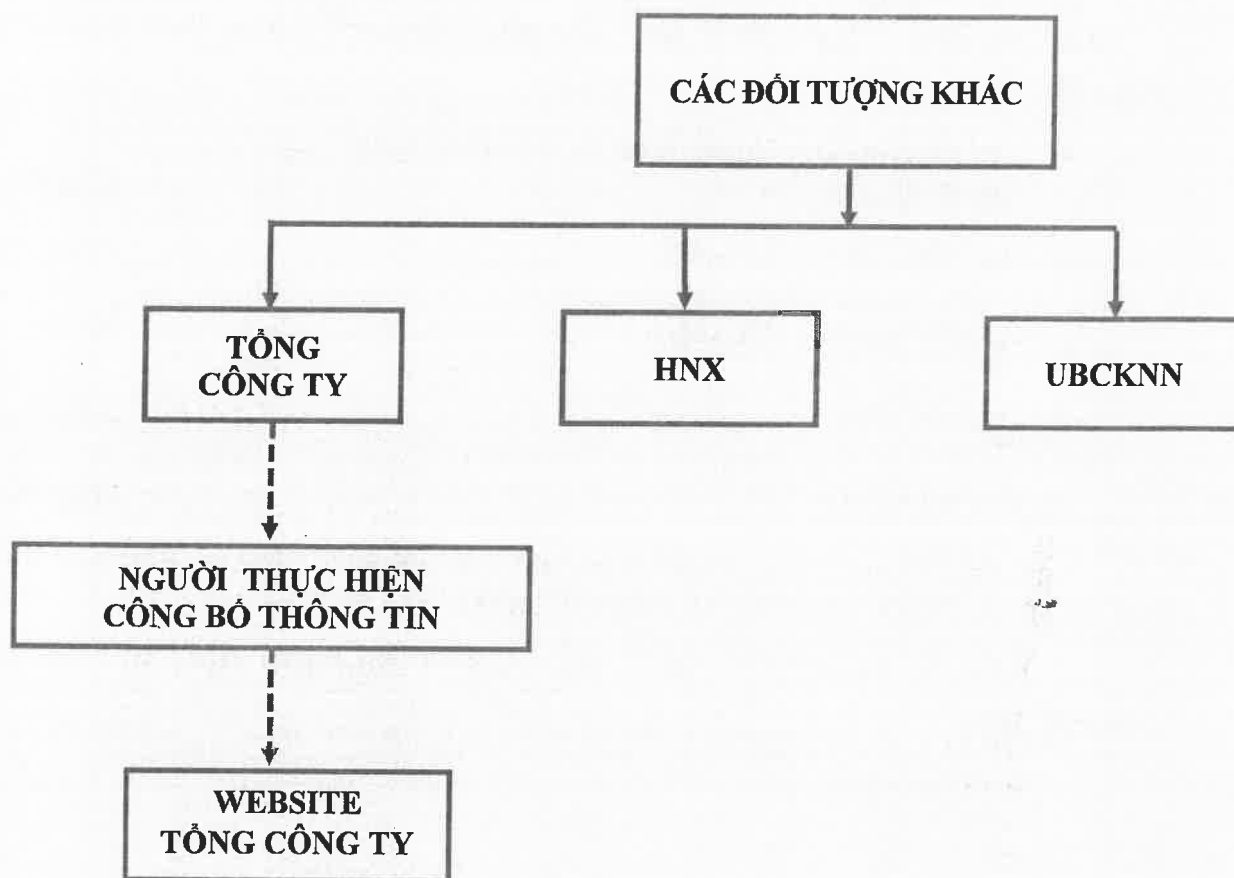 CÁC ĐỐI TƯỢNG KHÁC
TỔNG
CÔNG TY
HNX
UBCKNN
NGƯỜI THỰC HIỆN
CÔNG BỐ THÔNG TIN
WEBSITE
TỔNG CÔNG TY